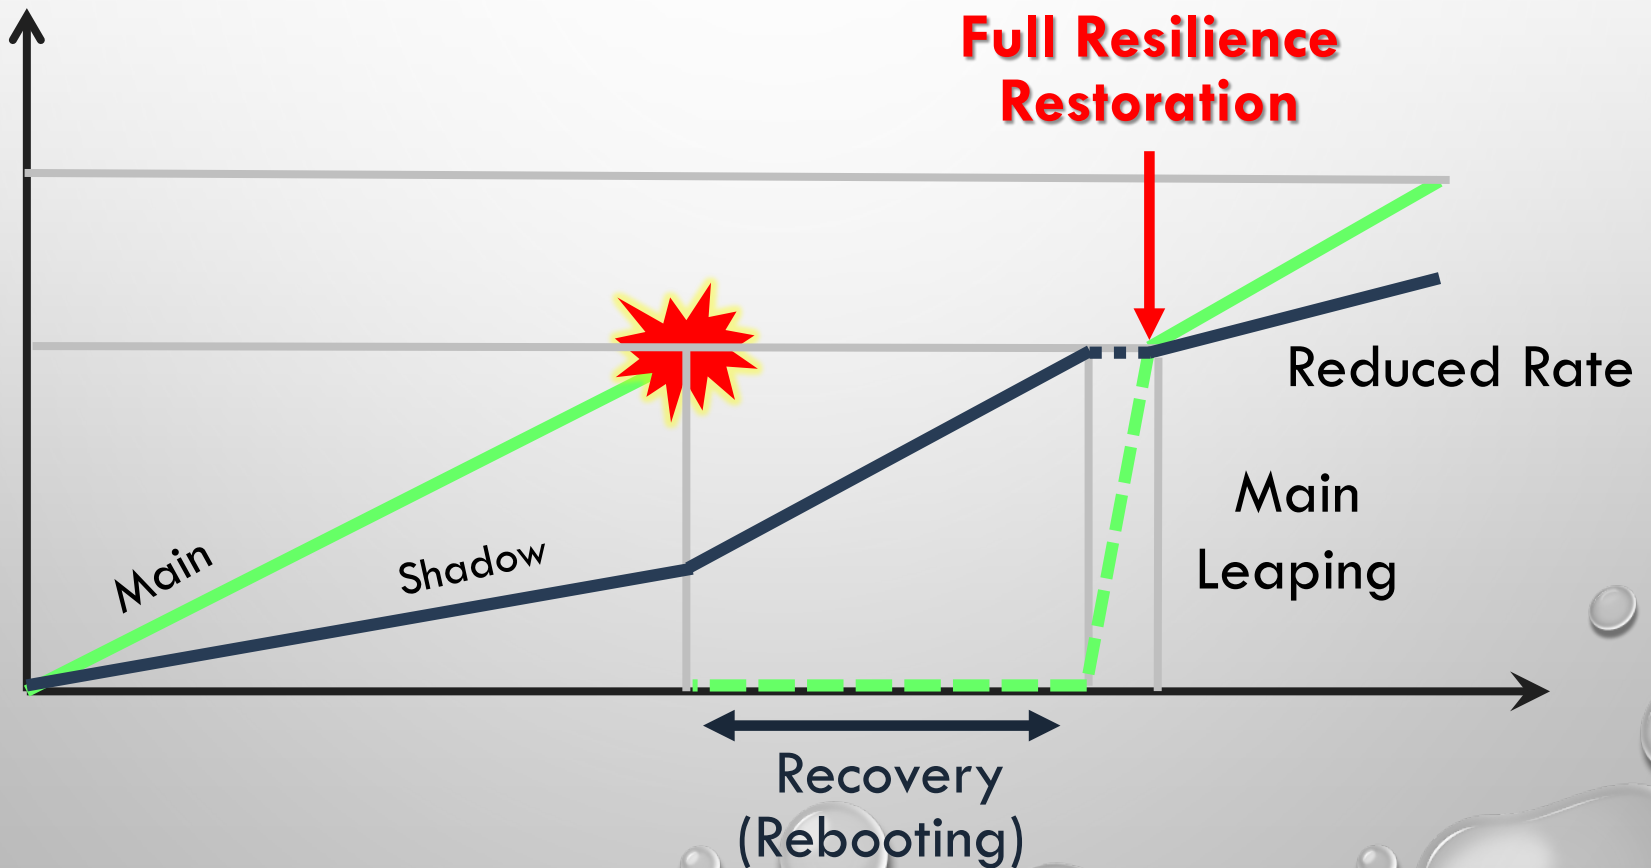 Full Resilience
Restoration
Reduced Rate
Main
Leaping
Main
Shadow
Recovery
(Rebooting)